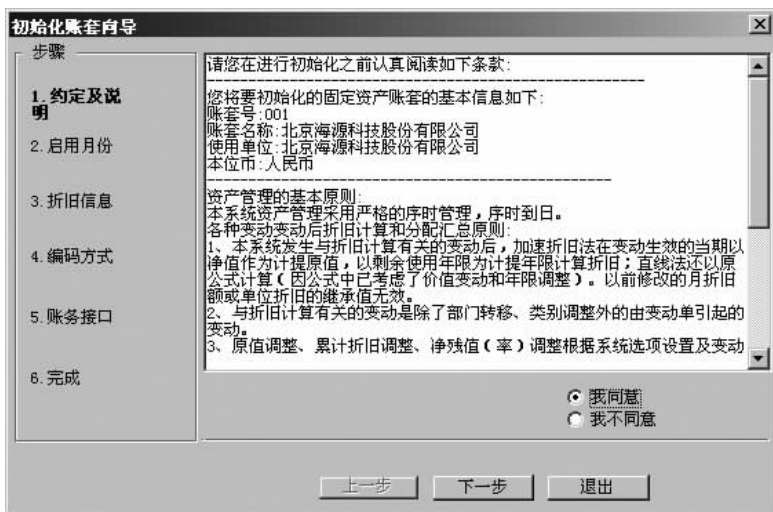 初始化账套向导
步骤
1.约定及说
明
2.启用月份
3.折旧信息
4.编码方式
5.账务接口
6.完成
请您在进行初始化之前认真阅读如下条款:
您将要初始化的固定资产账套的基本信息如下:
账套号:001
账套名称:北京海源科技股份有限公司
使用单位:北京海源科技股份有限公司
本位币:人民币
资产管理的基本原则:
本系统资产管理采用严格的序时管理，序时到日。
各种变动变动后折旧计算和分配汇总原则:
1、本系统发生与折旧计算有关的变动后，加速折旧法在变动生效的当期以
净值作为计提原值，以剩余使用年限为计提年限计算折旧；直线法还以原
公式计算（因公式中已考虑了价值变动和年限调整）。以前修改的月折旧
额或单位折旧的继承值无效。
2、与折旧计算有关的变动是除了部门转移、类别调整外的由变动单引起的
变动。
3、原值调整、累计折旧调整、净残值（率）调整根据系统选项设置及变动
我同意
我不同意
上一步
下一步
退出